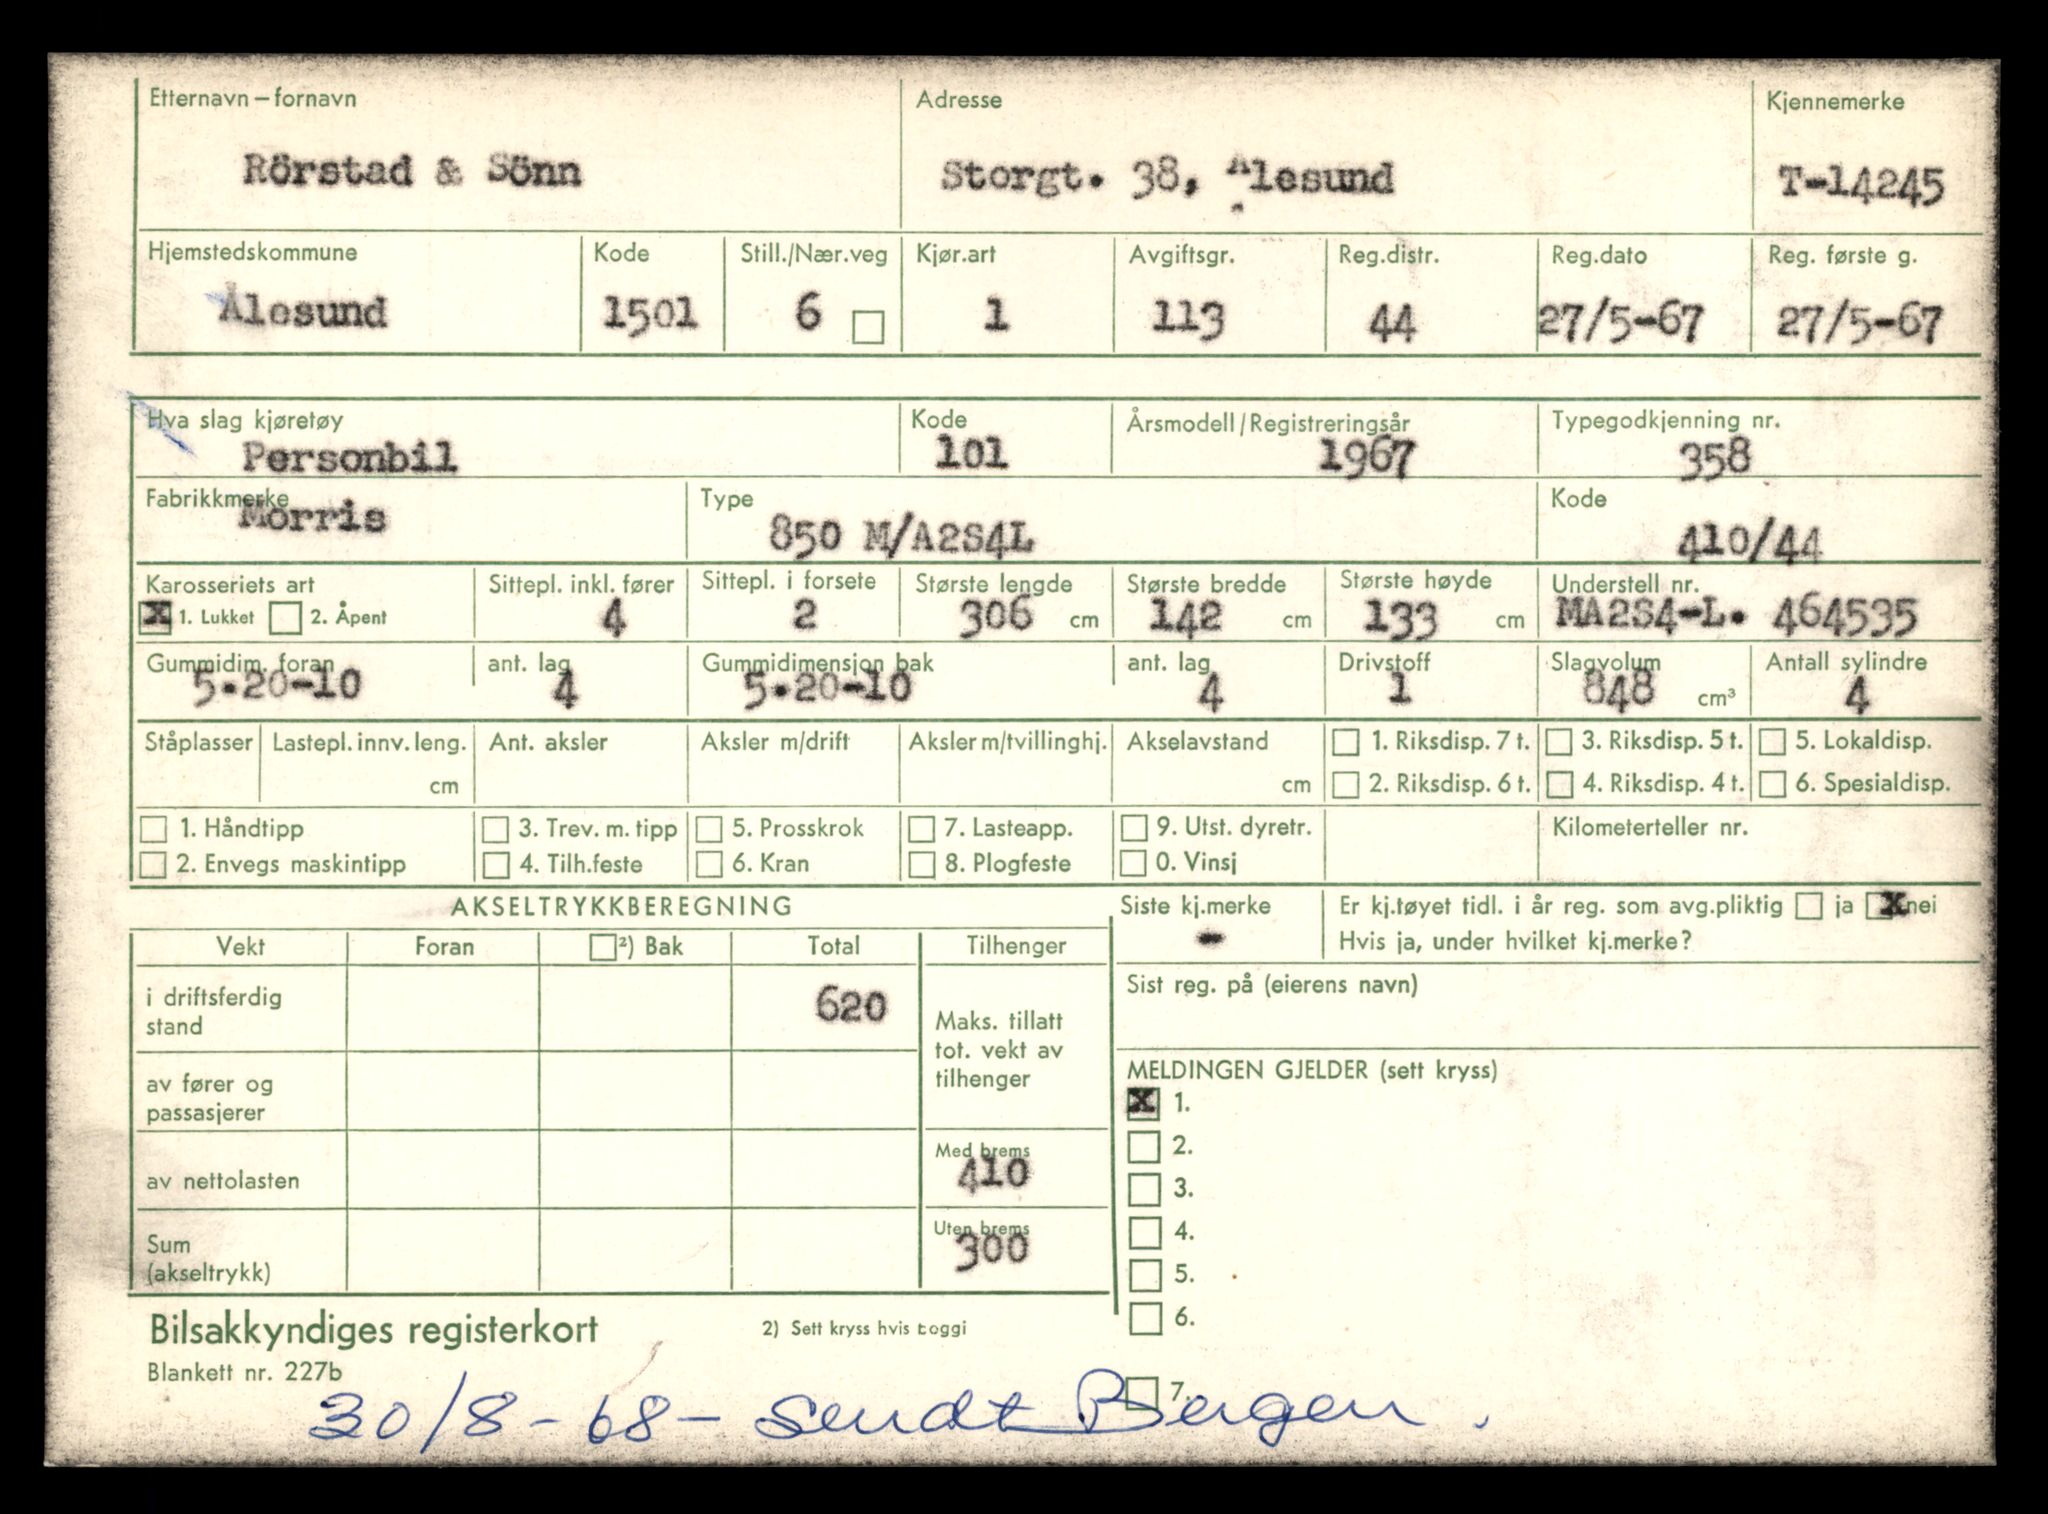 Etternavn – fornavn Adresse Kjennemerke
Rörstad & Sönn Storgt. 38, Ålesund T-14245
Hjemstedskommune Kode Still./Nær.veg Kjør.art Avgiftsgr. Reg.distr. Reg.dato Reg. første g.
Ålesund 1501 6 1 113 44 27/5-67 27/5-67
Hva slag kjøretøy Kode Årsmodell/Registreringsår Typegodkjenning nr.
Personbil 101 1967 358
Fabrikkmerke Type Kode
Morris 850 M/A2S4L 410/44
Karosseriets art Sittepl. inkl. fører Sittepl. i forsete Største lengde Største bredde Største høyde Understell nr.
X 1. Lukket 2. Åpent 4 2 306 cm 142 cm 133 cm MA2S4-L. 464535
Gummidim. foran ant. lag Gummidimensjon bak ant. lag Drivstoff Slagvolum Antall sylindre
5.20-10 4 5.20-10 4 1 848 cm³ 4
Ståplasser Lastepl. innv. leng. Ant. aksler Aksler m/drift Aksler m/tvillinghj. Akselavstand 1. Riksdisp. 7 t. 3. Riksdisp. 5 t. 5. Lokaldisp.
cm cm 2. Riksdisp. 6 t. 4. Riksdisp. 4 t. 6. Spesialdisp.
1. Håndtipp 3. Trev. m. tipp 5. Prosskrok 7. Lasteapp. 9. Utst. dyretr. Kilometerteller nr.
2. Envegs maskintipp 4. Tilh.feste 6. Kran 8. Plogfeste 0. Vinsj
AKSELTRYKKBEREGNING Siste kj.merke Er kj.tøyet tidl. i år reg. som avg.pliktig ja X nei
- Hvis ja, under hvilket kj.merke?
Vekt Foran ²) Bak Total Tilhenger
Sist reg. på (eierens navn)
i driftsferdig
stand 620
Maks. tillatt
tot. vekt av
tilhenger
MELDINGEN GJELDER (sett kryss)
av fører og
passasjerer
X 1.
2.
Med brems
av nettolasten 410
3.
Uten brems
4.
Sum
(akseltrykk) 300
5.
6.
Bilsakkyndiges registerkort 2) Sett kryss hvis boggi
Blankett nr. 227b
7.
30/8-68- Sendt Bergen.